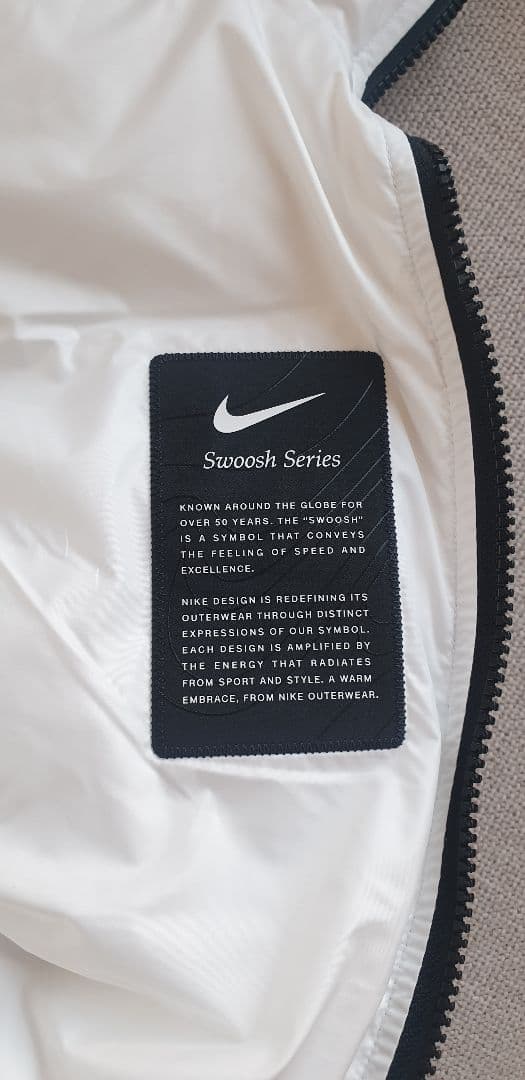 Swoosh Series
KNOWN AROUND THE GLOBE FOR
OVER 50 YEARS. THE "SWOOSH"
IS A SYMBOL THAT CONVEYS
THE FEELING OF SPEED AND
EXCELLENCE.
NIKE DESIGN IS REDEFINING ITS
OUTERWEAR THROUGH DISTINCT
EXPRESSIONS OF OUR SYMBOL.
EACH DESIGN IS AMPLIFIED BY
THE ENERGY THAT RADIATES
FROM SPORT AND STYLE. A WARM
EMBRACE, FROM NIKE OUTERWEAR.